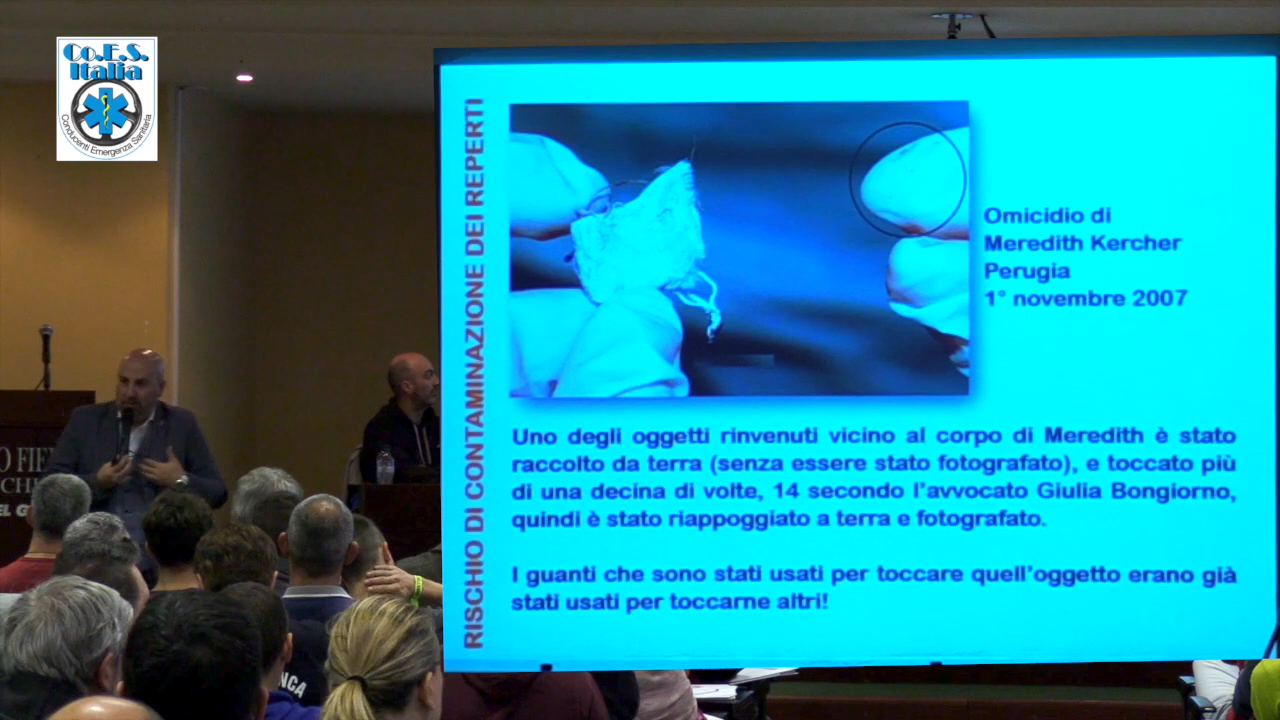 Co.E.S.
Italia
Conducenti Emergenza Sanitaria
RISCHIO DI CONTAMINAZIONE DEI REPERTI
Omicidio di
Meredith Kercher
Perugia
1° novembre 2007
Uno degli oggetti rinvenuti vicino al corpo di Meredith è stato
raccolto da terra (senza essere stato fotografato), e toccato più
di una decina di volte, 14 secondo l'avvocato Giulia Bongiorno,
quindi è stato riappoggiato a terra e fotografato.
I guanti che sono stati usati per toccare quell'oggetto erano già
stati usati per toccarne altri!